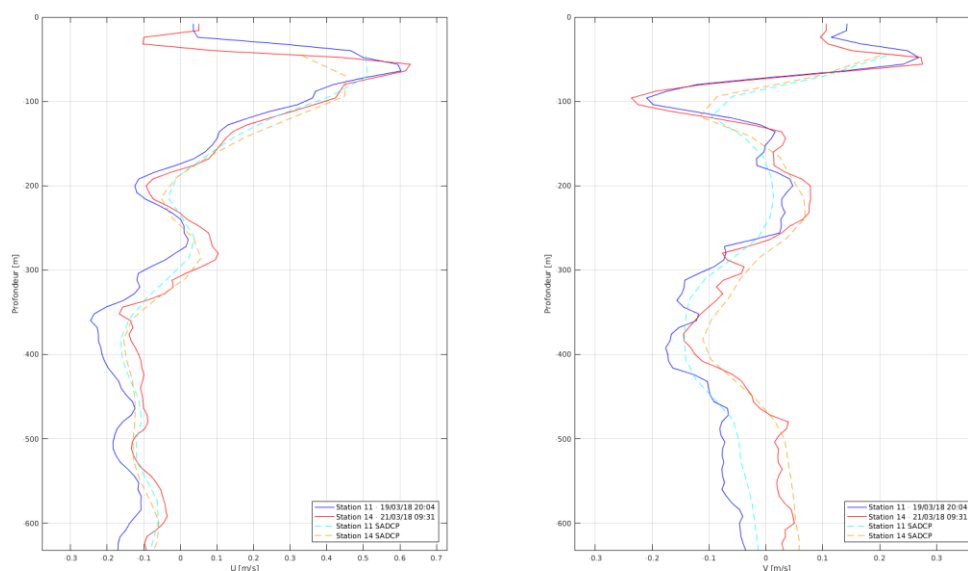 0
100
200
300
400
500
600
Profondeur [m]
0.3 0.2 0.1 0 0.1 0.2 0.3 0.4 0.5 0.6 0.7
U [m/s]
Station 11 - 19/03/18 20:04
Station 14 - 21/03/18 09:31
Station 11 SADCP
Station 14 SADCP
0
100
200
300
400
500
600
Profondeur [m]
0.3 0.2 0.1 0 0.1 0.2 0.3
V [m/s]
Station 11 - 19/03/18 20:04
Station 14 - 21/03/18 09:31
Station 11 SADCP
Station 14 SADCP